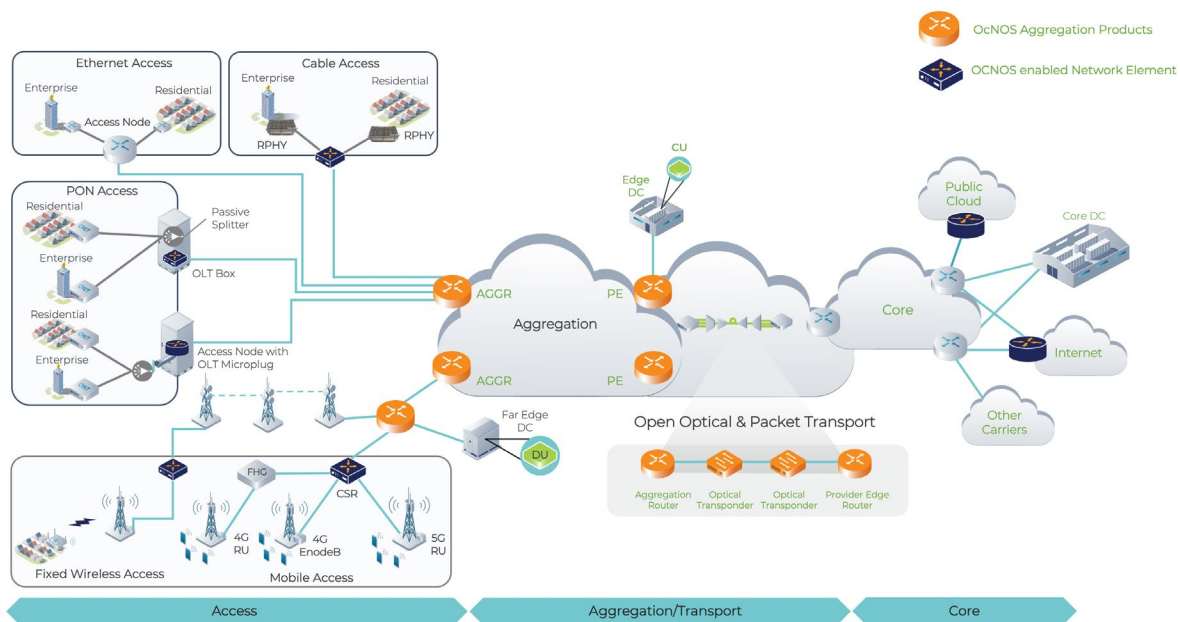 OcNOS Aggregation Products
OCNOS enabled Network Element
Ethernet Access
Enterprise
Residential
Access Node
Cable Access
Enterprise
Residential
RPHY
RPHY
PON Access
Residential
ONT
Passive
Splitter
Enterprise
ONT
OLT Box
Residential
ONT
Enterprise
ONT
Access Node with
OLT Microplug
AGGR
AGGR
Aggregation
PE
PE
CU
Edge
DC
Public
Cloud
Core DC
Core
Internet
Other
Carriers
Far Edge
DC
DU
Open Optical & Packet Transport
Aggregation
Router
Optical
Transponder
Optical
Transponder
Provider Edge
Router
FHG
CSR
4G
RU
4G
EnodeB
5G
RU
Fixed Wireless Access
Mobile Access
Access
Aggregation/Transport
Core